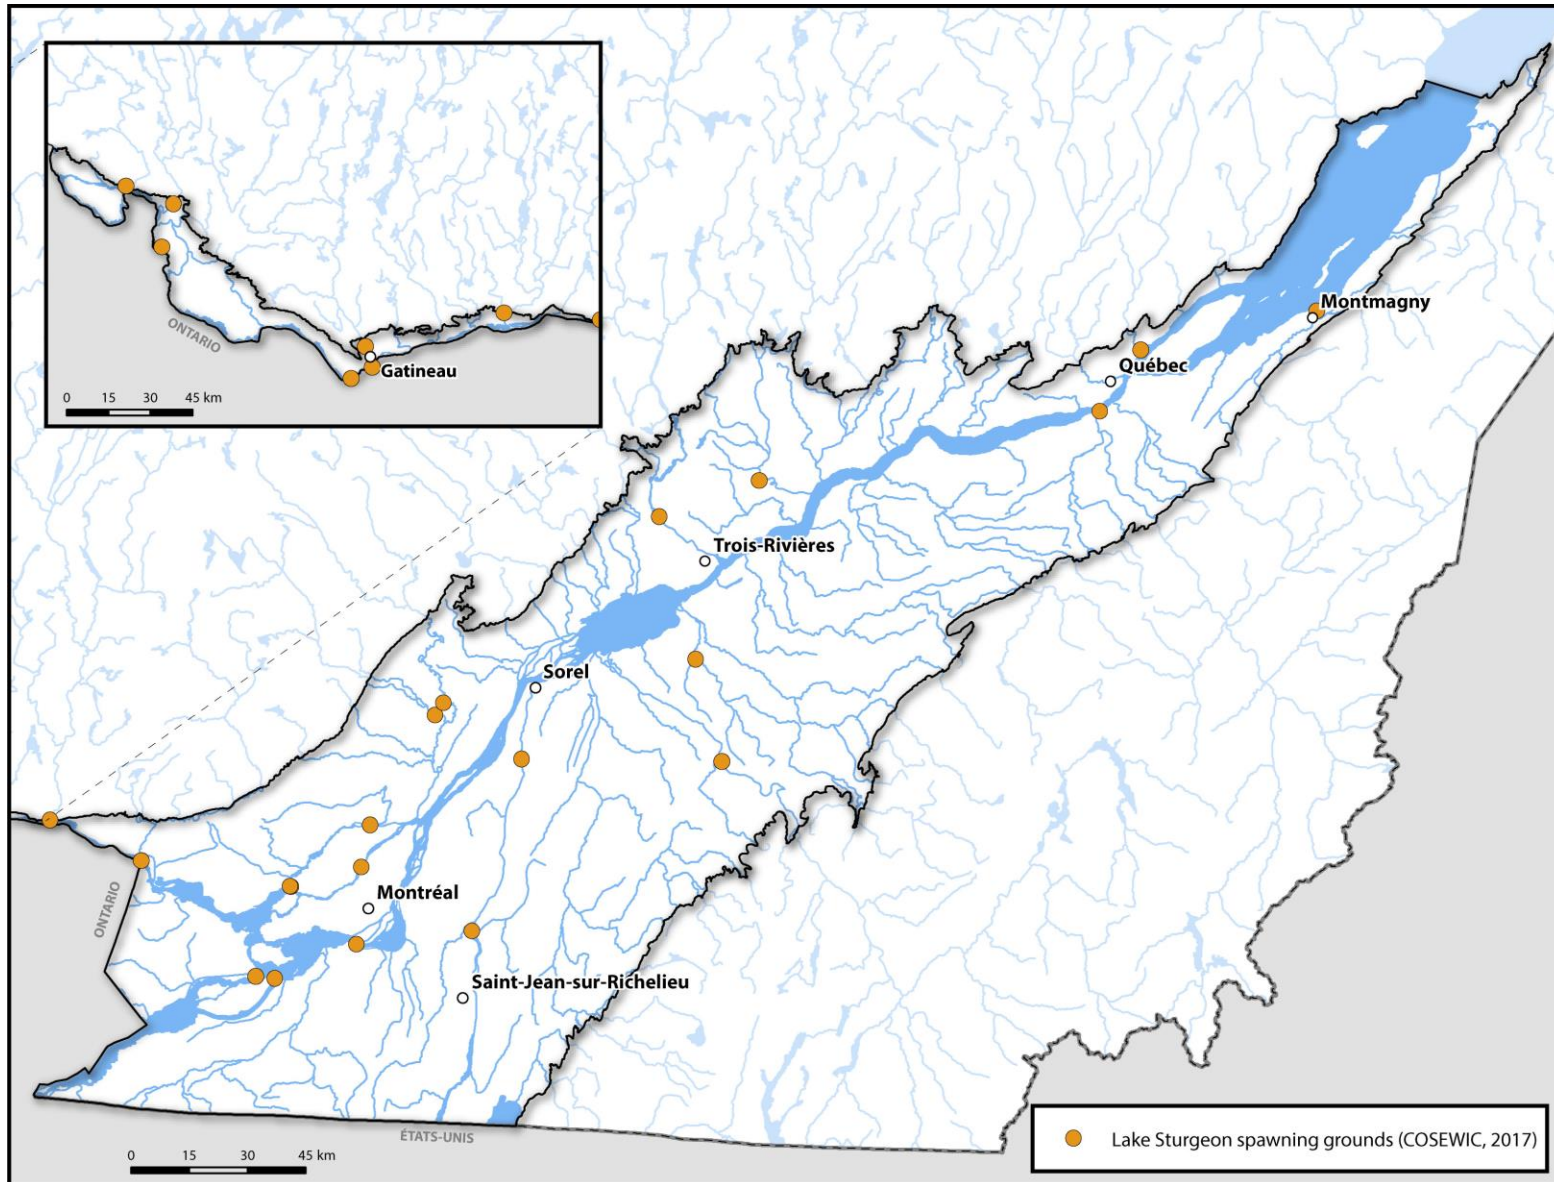 ONTARIO
Gatineau
0 15 30 45 km
Montmagny
Québec
Trois-Rivières
Sorel
Montréal
ONTARIO
Saint-Jean-sur-Richelieu
ÉTATS-UNIS
0 15 30 45 km
Lake Sturgeon spawning grounds (COSEWIC, 2017)